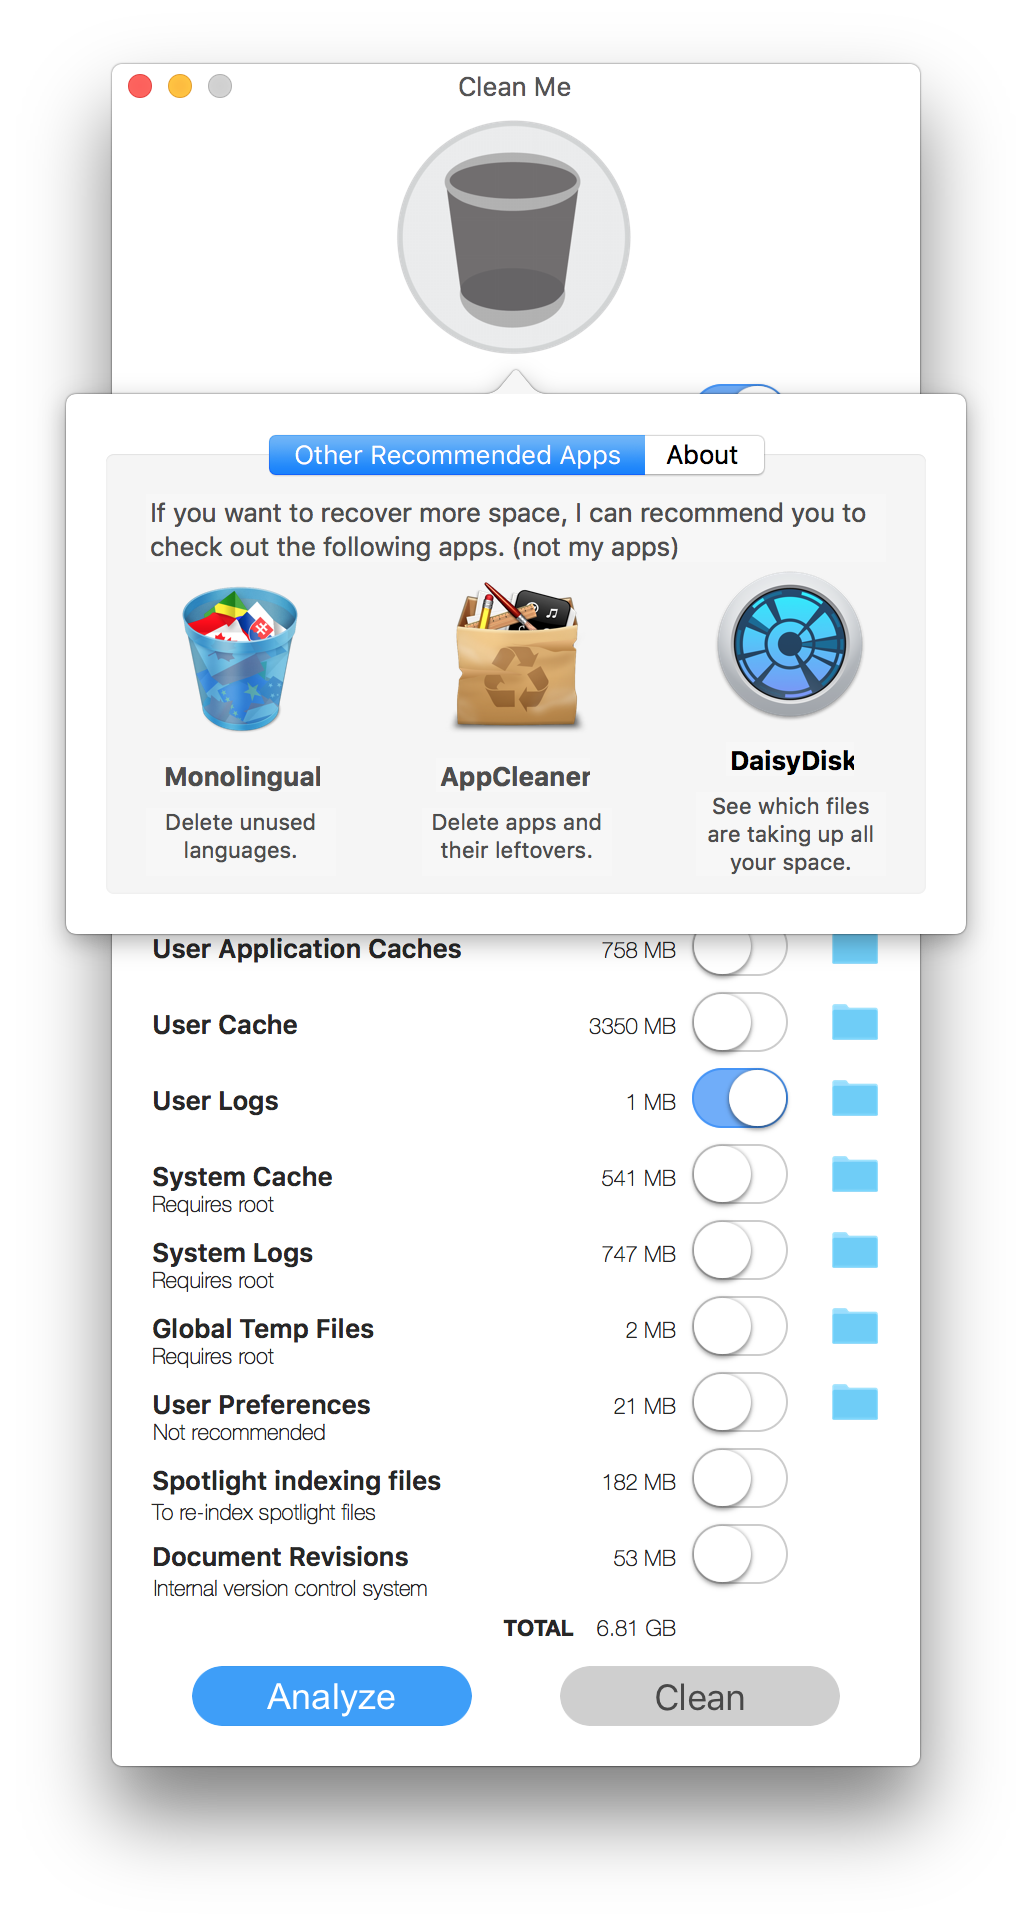 Clean Me
Other Recommended Apps
About
If you want to recover more space, I can recommend you to
check out the following apps. (not my apps)
Monolingual
Delete unused
languages.
AppCleaner
Delete apps and
their leftovers.
DaisyDisk
See which files
are taking up all
your space.
User Application Caches 758 MB
User Cache 3350 MB
User Logs 1 MB
System Cache 541 MB
Requires root
System Logs 747 MB
Requires root
Global Temp Files 2 MB
Requires root
User Preferences 21 MB
Not recommended
Spotlight indexing files 182 MB
To re-index spotlight files
Document Revisions 53 MB
Internal version control system
TOTAL 6.81 GB
Analyze
Clean